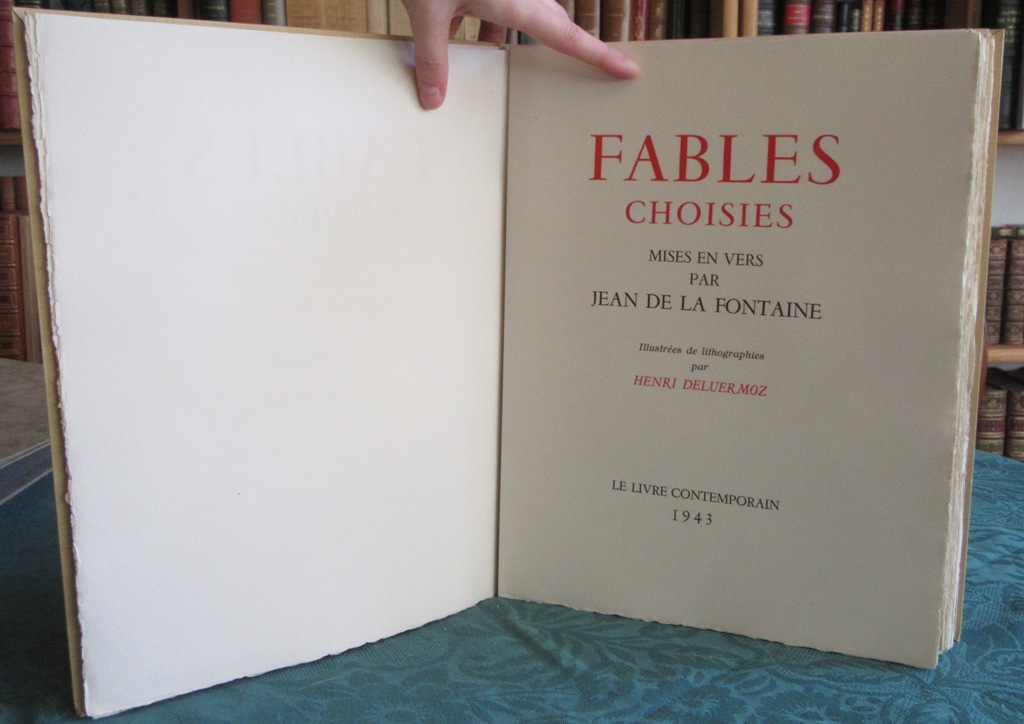 FABLES
CHOISIES
MISES EN VERS
PAR
JEAN DE LA FONTAINE
Illustrées de lithographies
par
HENRI DELUERMOZ
LE LIVRE CONTEMPORAIN
1943